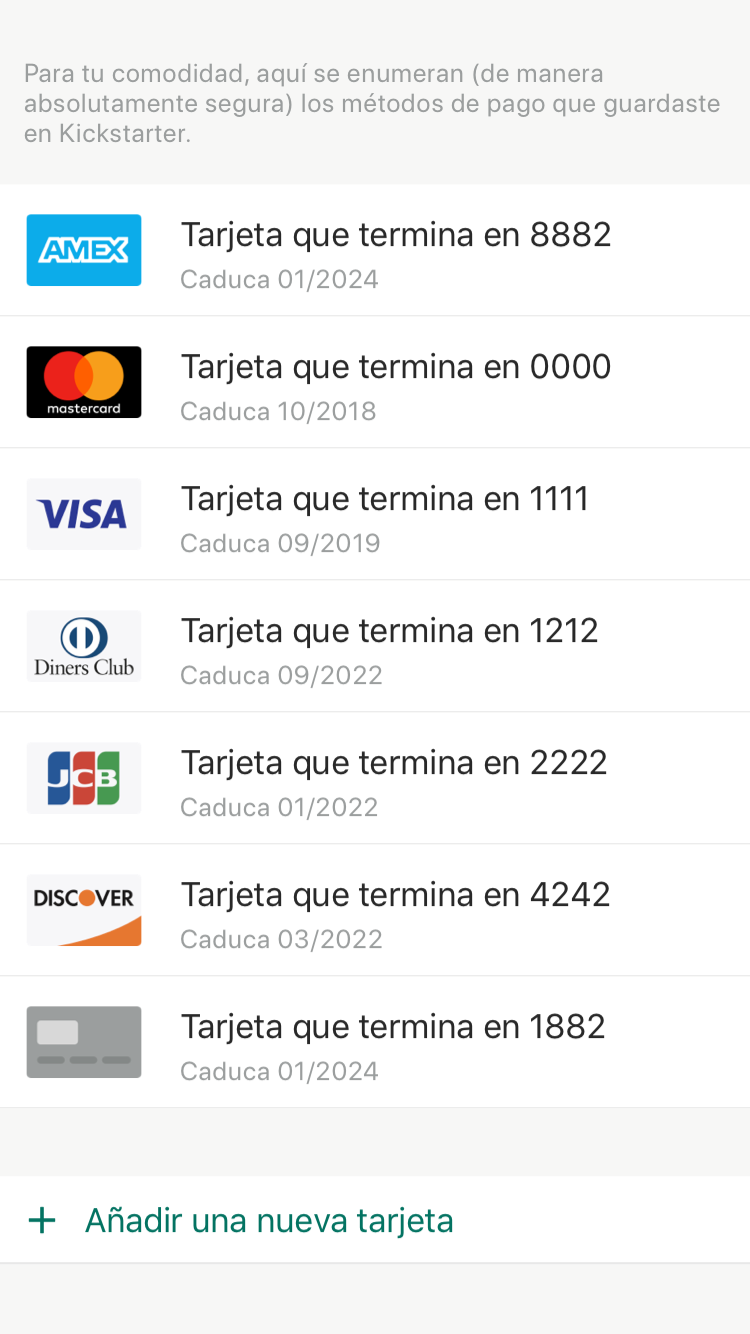 Para tu comodidad, aquí se enumeran (de manera
absolutamente segura) los métodos de pago que guardaste
en Kickstarter.
AMEX
Tarjeta que termina en 8882
Caduca 01/2024
mastercard
Tarjeta que termina en 0000
Caduca 10/2018
VISA
Tarjeta que termina en 1111
Caduca 09/2019
Diners Club
Tarjeta que termina en 1212
Caduca 09/2022
JCB
Tarjeta que termina en 2222
Caduca 01/2022
DISCOVER
Tarjeta que termina en 4242
Caduca 03/2022
Tarjeta que termina en 1882
Caduca 01/2024
+ Añadir una nueva tarjeta